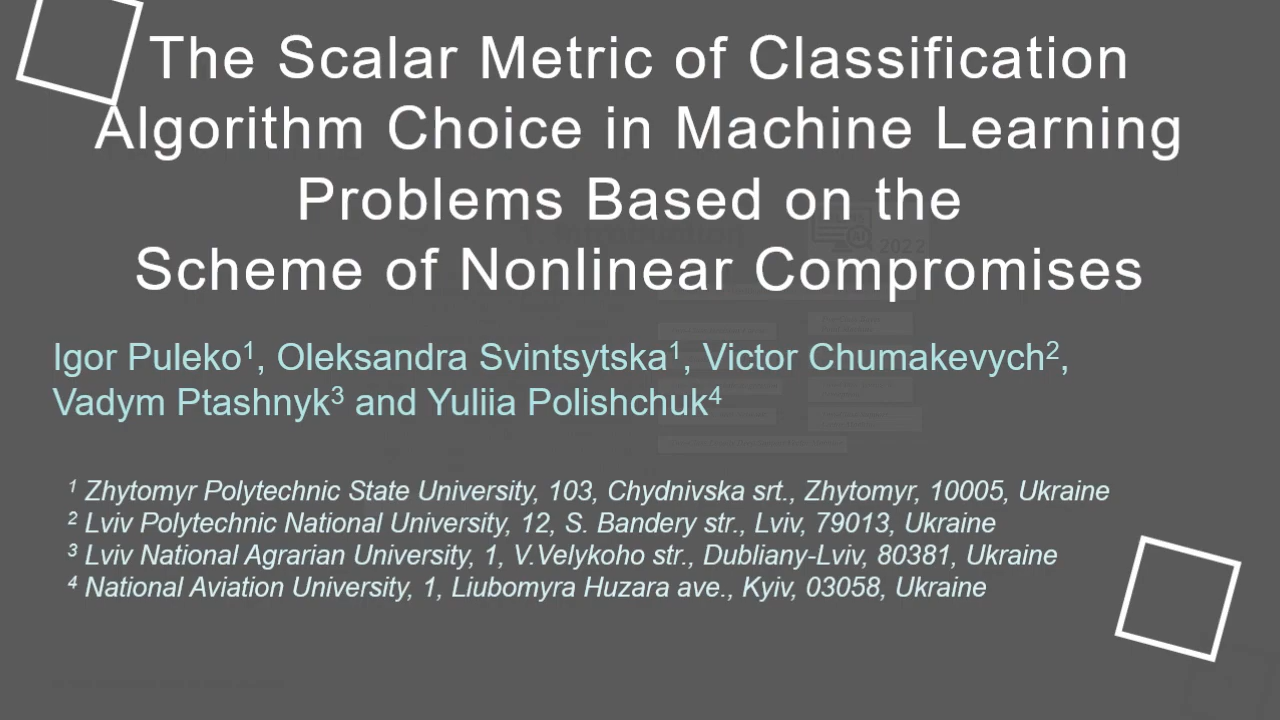 The Scalar Metric of Classification
Algorithm Choice in Machine Learning
Problems Based on the
Scheme of Nonlinear Compromises
Igor Puleko¹, Oleksandra Svintsytska¹, Victor Chumakevych²,
Vadym Ptashnyk³ and Yuliia Polishchuk⁴
¹ Zhytomyr Polytechnic State University, 103, Chydnivska srt., Zhytomyr, 10005, Ukraine
² Lviv Polytechnic National University, 12, S. Bandery str., Lviv, 79013, Ukraine
³ Lviv National Agrarian University, 1, V.Velykoho str., Dubliany-Lviv, 80381, Ukraine
⁴ National Aviation University, 1, Liubomyra Huzara ave., Kyiv, 03058, Ukraine
1. Introduction
2022